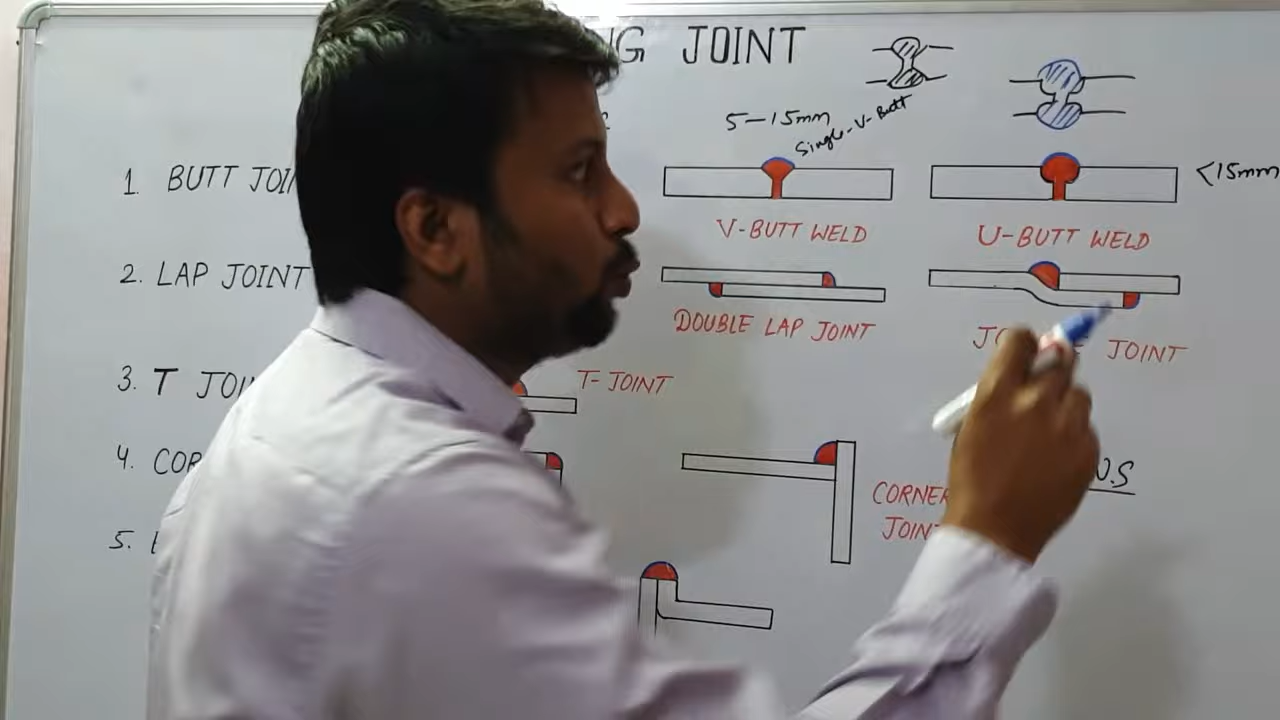 JOINT
5-15mm
Single-V-Butt
1. BUTT
<15mm
V-BUTT WELD
U-BUTT WELD
2. LAP JOINT
DOUBLE LAP JOINT
JOINT
3. T
T-JOINT
4.
CORNER
JOINT
5.